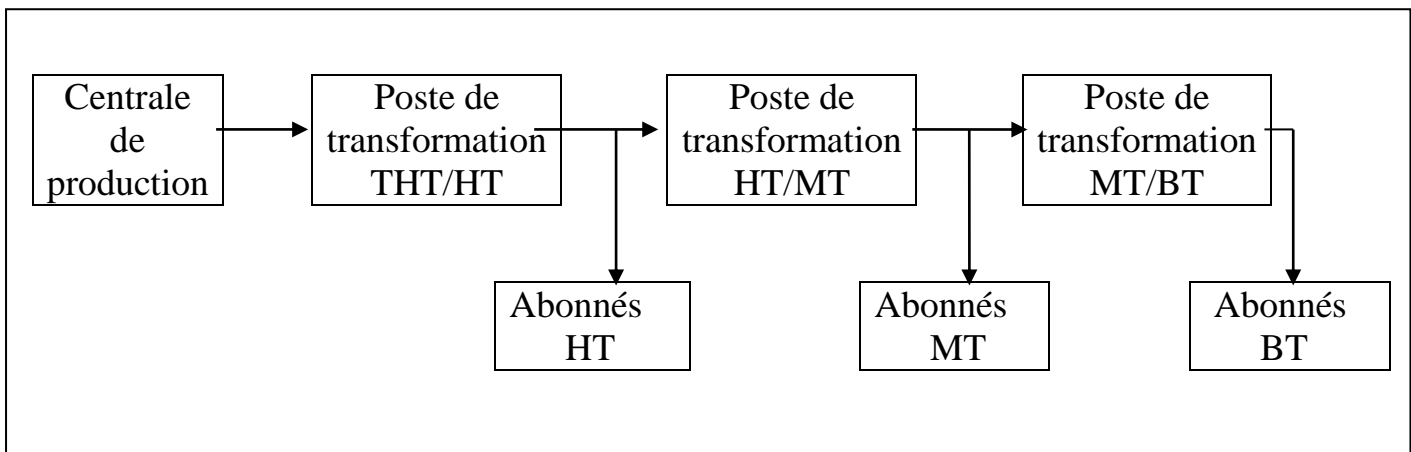 Centrale
de
production
Poste de
transformation
THT/HT
Poste de
transformation
HT/MT
Poste de
transformation
MT/BT
Abonnés
HT
Abonnés
MT
Abonnés
BT